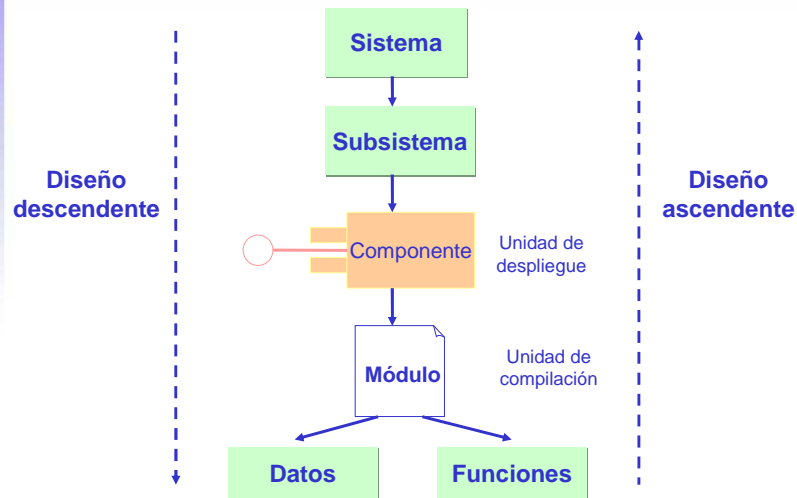 Sistema
Subsistema
Diseño
descendente
Diseño
ascendente
Componente
Unidad de
despliegue
Módulo
Unidad de
compilación
Datos
Funciones